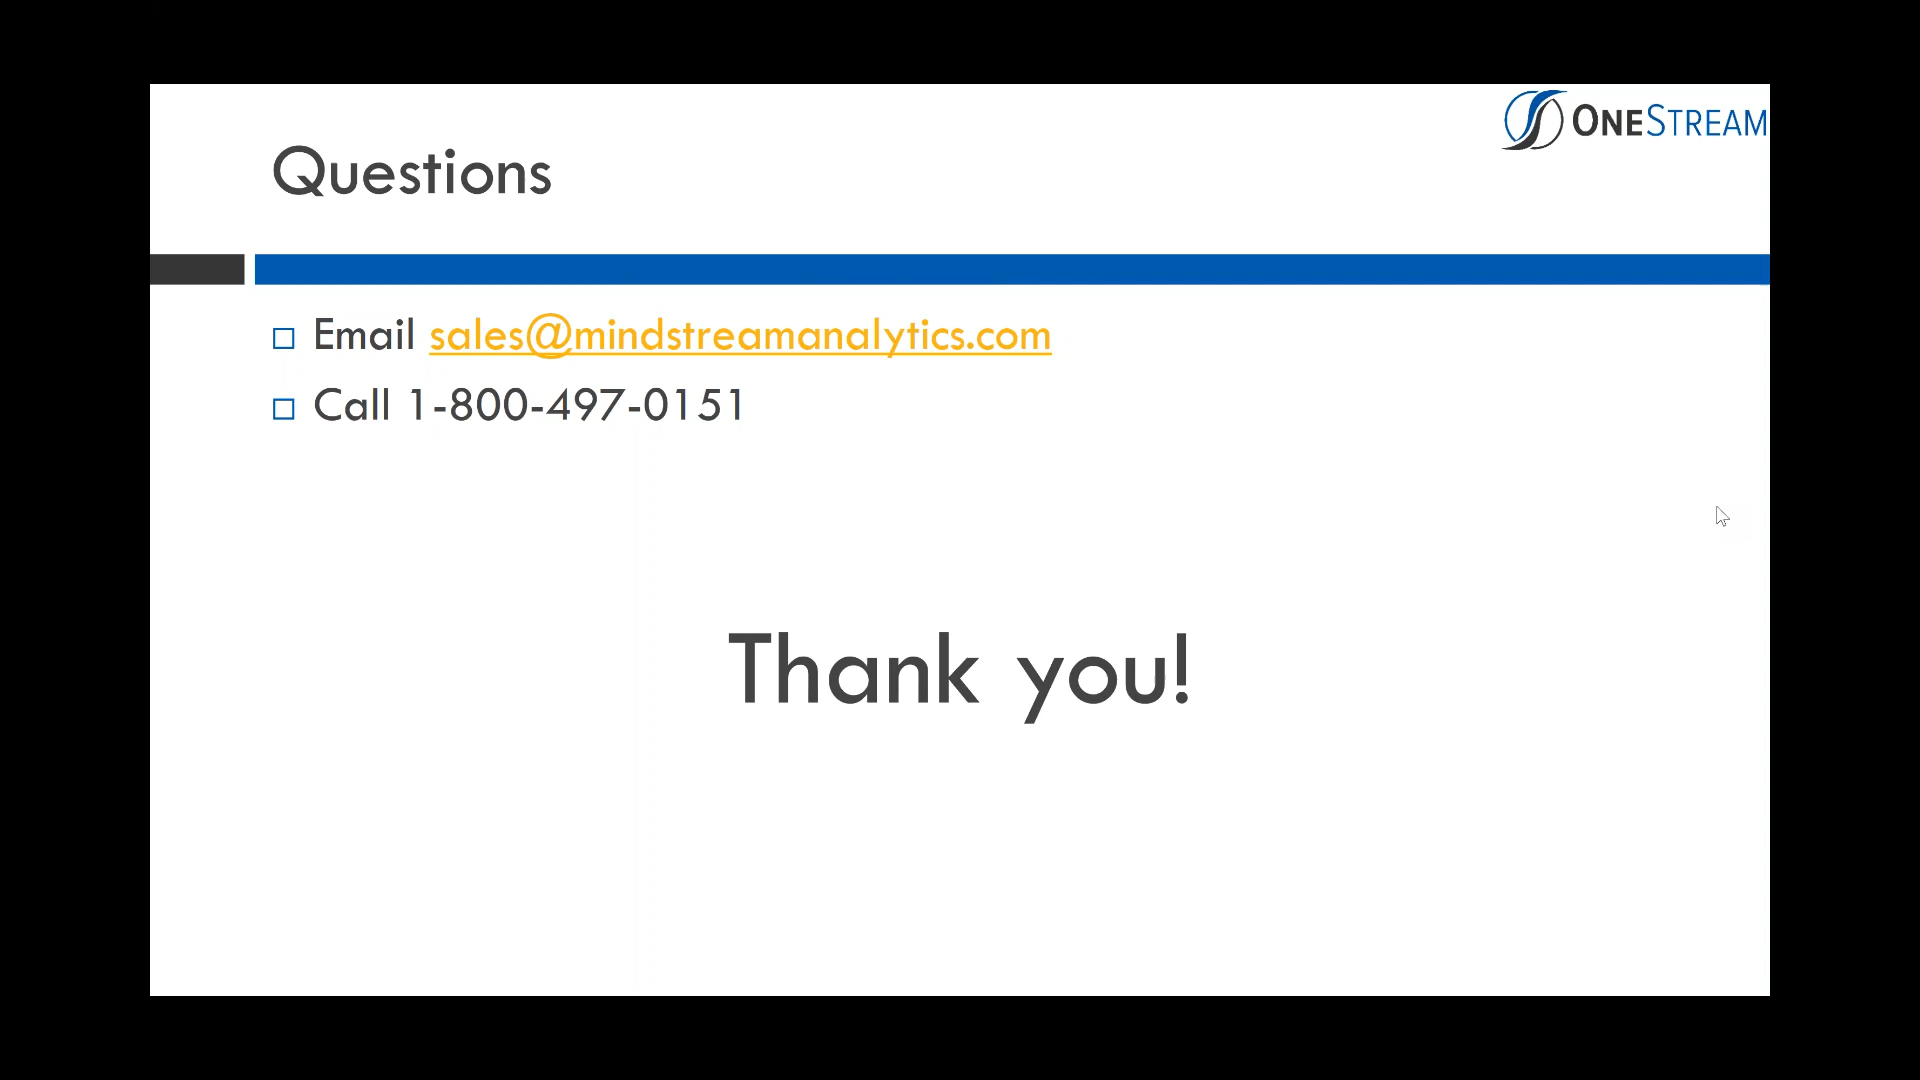 ONESTREAM
Questions
Email sales@mindstreamanalytics.com
Call 1-800-497-0151
Thank you!